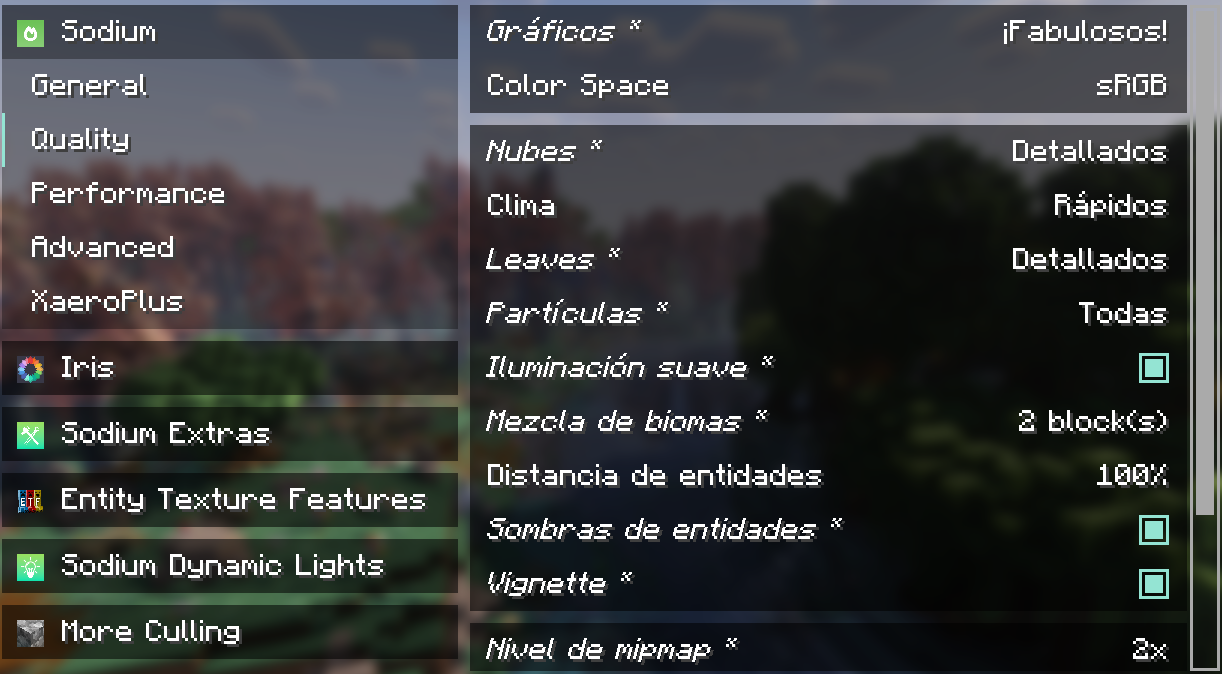 Sodium
General
Quality
Performance
Advanced
XaeroPlus
Iris
Sodium Extras
ETF
Entity Texture Features
Sodium Dynamic Lights
More Culling
Gráficos * ¡Fabulosos!
Color Space sRGB
Nubes * Detallados
Clima Rápidos
Leaves * Detallados
Partículas * Todas
Iluminación suave *
Mezcla de biomas * 2 block(s)
Distancia de entidades 100%
Sombras de entidades *
Vignette *
Nivel de mipmap * 2x